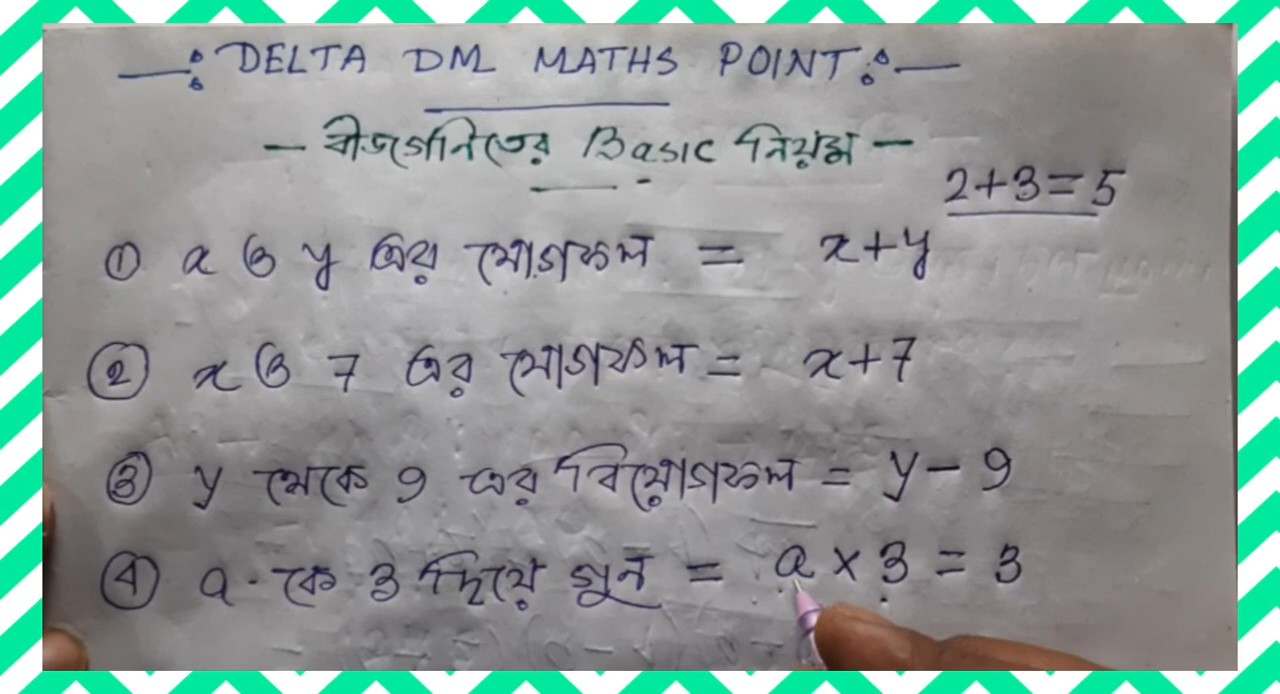 —: DELTA DM MATHS POINT :—
— বীজগনিতের Basic নিয়ম —
2+3=5
① x ও y এর যোগফল = x+y
② x ও 7 এর যোগফল = x+7
③ y থেকে 9 এর বিয়োগফল = y-9
④ a কে 3 দিয়ে গুন = a×3=3